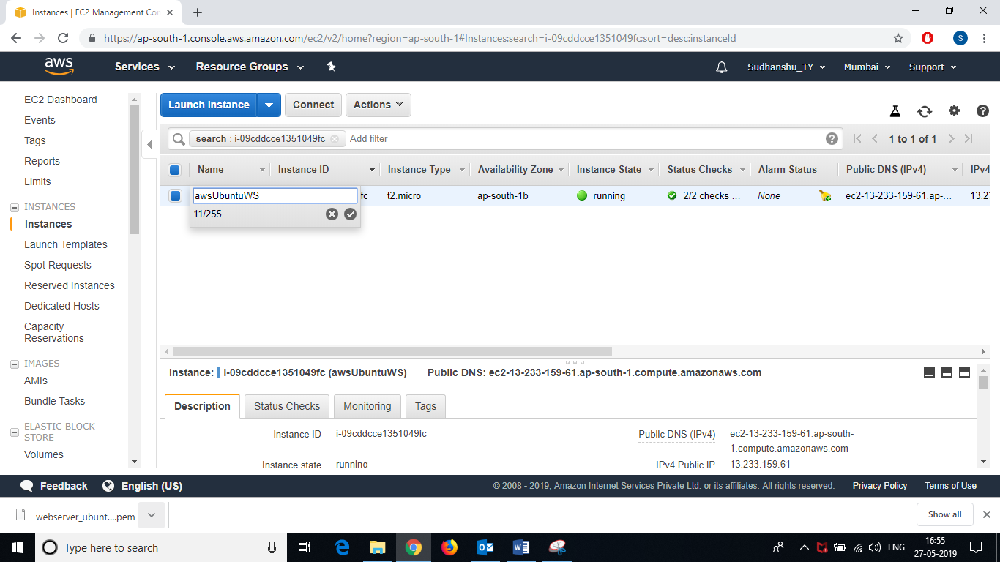 Instances | EC2 Management Con
https://ap-south-1.console.aws.amazon.com/ec2/v2/home?region=ap-south-1#Instances:search=i-09cddcce1351049fc;sort=desc:instanceId
S
aws
Services
Resource Groups
Sudhanshu_TY
Mumbai
Support
EC2 Dashboard
Events
Tags
Reports
Limits
INSTANCES
Instances
Launch Templates
Spot Requests
Reserved Instances
Dedicated Hosts
Capacity
Reservations
IMAGES
AMIs
Bundle Tasks
ELASTIC BLOCK
STORE
Volumes
Launch Instance
Connect
Actions
search : i-09cddcce1351049fc
Add filter
1 to 1 of 1
Name
Instance ID
Instance Type
Availability Zone
Instance State
Status Checks
Alarm Status
Public DNS (IPv4)
IPv4
awsUbuntuWS
fc
t2.micro
ap-south-1b
running
2/2 checks ...
None
ec2-13-233-159-61.ap-...
13.23
11/255
Instance: i-09cddcce1351049fc (awsUbuntuWS)
Public DNS: ec2-13-233-159-61.ap-south-1.compute.amazonaws.com
Description
Status Checks
Monitoring
Tags
Instance ID
i-09cddcce1351049fc
Public DNS (IPv4)
ec2-13-233-159-61.ap-south-
1.compute.amazonaws.com
Instance state
running
IPv4 Public IP
13.233.159.61
Feedback
English (US)
© 2008 - 2019, Amazon Internet Services Private Ltd. or its affiliates. All rights reserved.
Privacy Policy
Terms of Use
webserver_ubunt....pem
Show all
Type here to search
ENG
16:55
27-05-2019